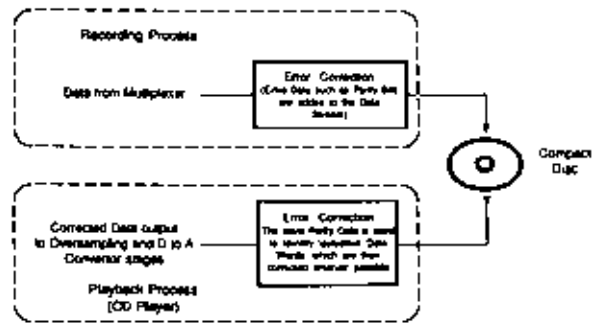 Recording Process
Data from Multiplexer
Error Correction
(Extra Data such as Parity Bits
are added to the Data
Stream)
Compact
Disc
Corrected Data output
to Oversampling and D to A
Convertor stages
Error Correction
The same Parity Data is used
to identify Data
Words which are then
corrected wherever possible
Playback Process
(CD Player)